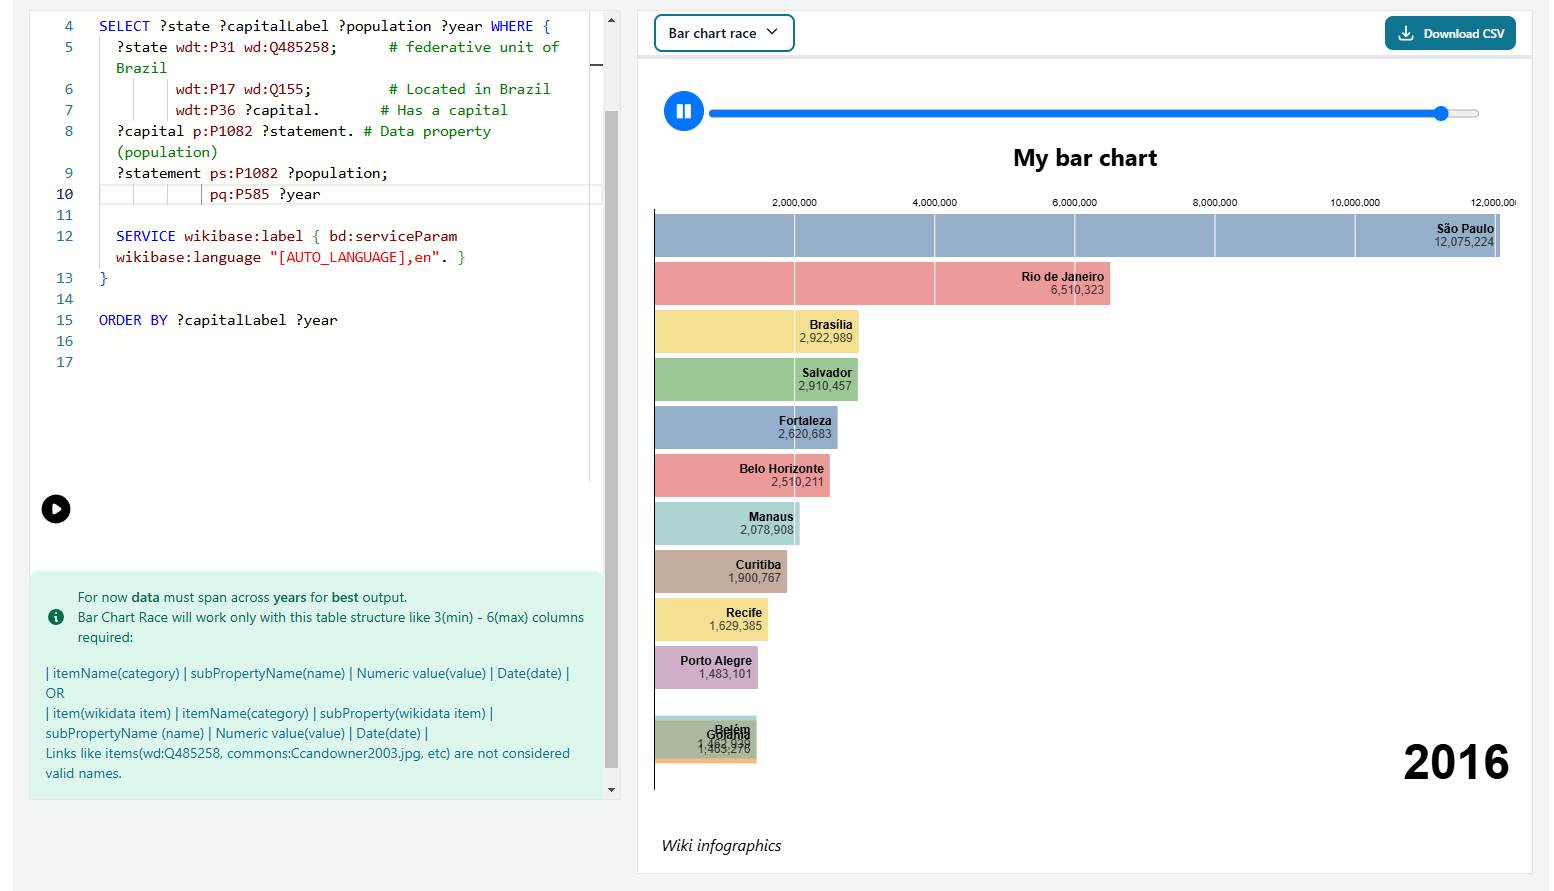 4 SELECT ?state ?capitalLabel ?population ?year WHERE {
5 ?state wdt:P31 wd:Q485258; # federative unit of
Brazil
6 wdt:P17 wd:Q155; # Located in Brazil
7 wdt:P36 ?capital. # Has a capital
8 ?capital p:P1082 ?statement. # Data property
(population)
9 ?statement ps:P1082 ?population;
10 pq:P585 ?year
11
12 SERVICE wikibase:label { bd:serviceParam
wikibase:language "[AUTO_LANGUAGE],en". }
13 }
14
15 ORDER BY ?capitalLabel ?year
16
17
For now data must span across years for best output.
Bar Chart Race will work only with this table structure like 3(min) - 6(max) columns
required:
| itemName(category) | subPropertyName(name) | Numeric value(value) | Date(date) |
OR
| item(wikidata item) | itemName(category) | subProperty(wikidata item) |
subPropertyName (name) | Numeric value(value) | Date(date) |
Links like items(wd:Q485258, commons:Ccandowner2003.jpg, etc) are not considered
valid names.
Bar chart race
Download CSV
My bar chart
2,000,000 4,000,000 6,000,000 8,000,000 10,000,000 12,000,00
São Paulo
12,075,224
Rio de Janeiro
6,510,323
Brasília
2,922,989
Salvador
2,910,457
Fortaleza
2,620,683
Belo Horizonte
2,510,211
Manaus
2,078,908
Curitiba
1,900,767
Recife
1,629,385
Porto Alegre
1,483,101
Belém
Goiânia
2016
Wiki infographics